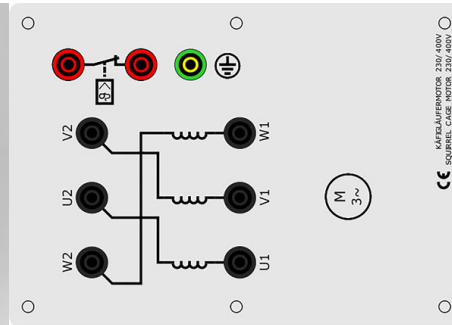 KÄFIGLÄUFERMOTOR 230/ 400V
SQUIRREL CAGE MOTOR 230/ 400V
CE
ϑ>
V2
W1
U2
V1
W2
U1
M
3~